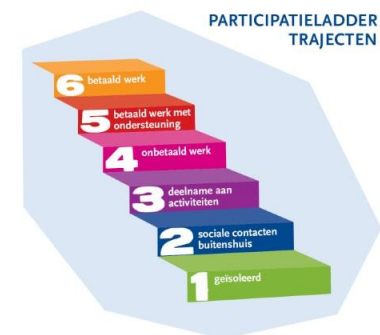 PARTICIPATIELADDER
TRAJECTEN
6 betaald werk
5 betaald werk met
ondersteuning
4 onbetaald werk
3 deelname aan
activiteiten
2 sociale contacten
buitenshuis
1 geïsoleerd